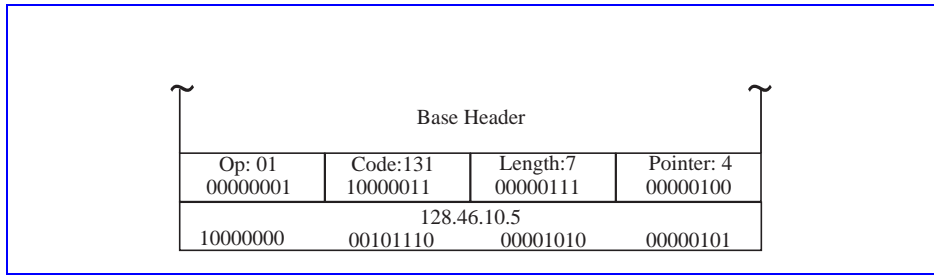 Base Header
Op: 01 Code:131 Length:7 Pointer: 4
00000001 10000011 00000111 00000100
128.46.10.5
10000000 00101110 00001010 00000101